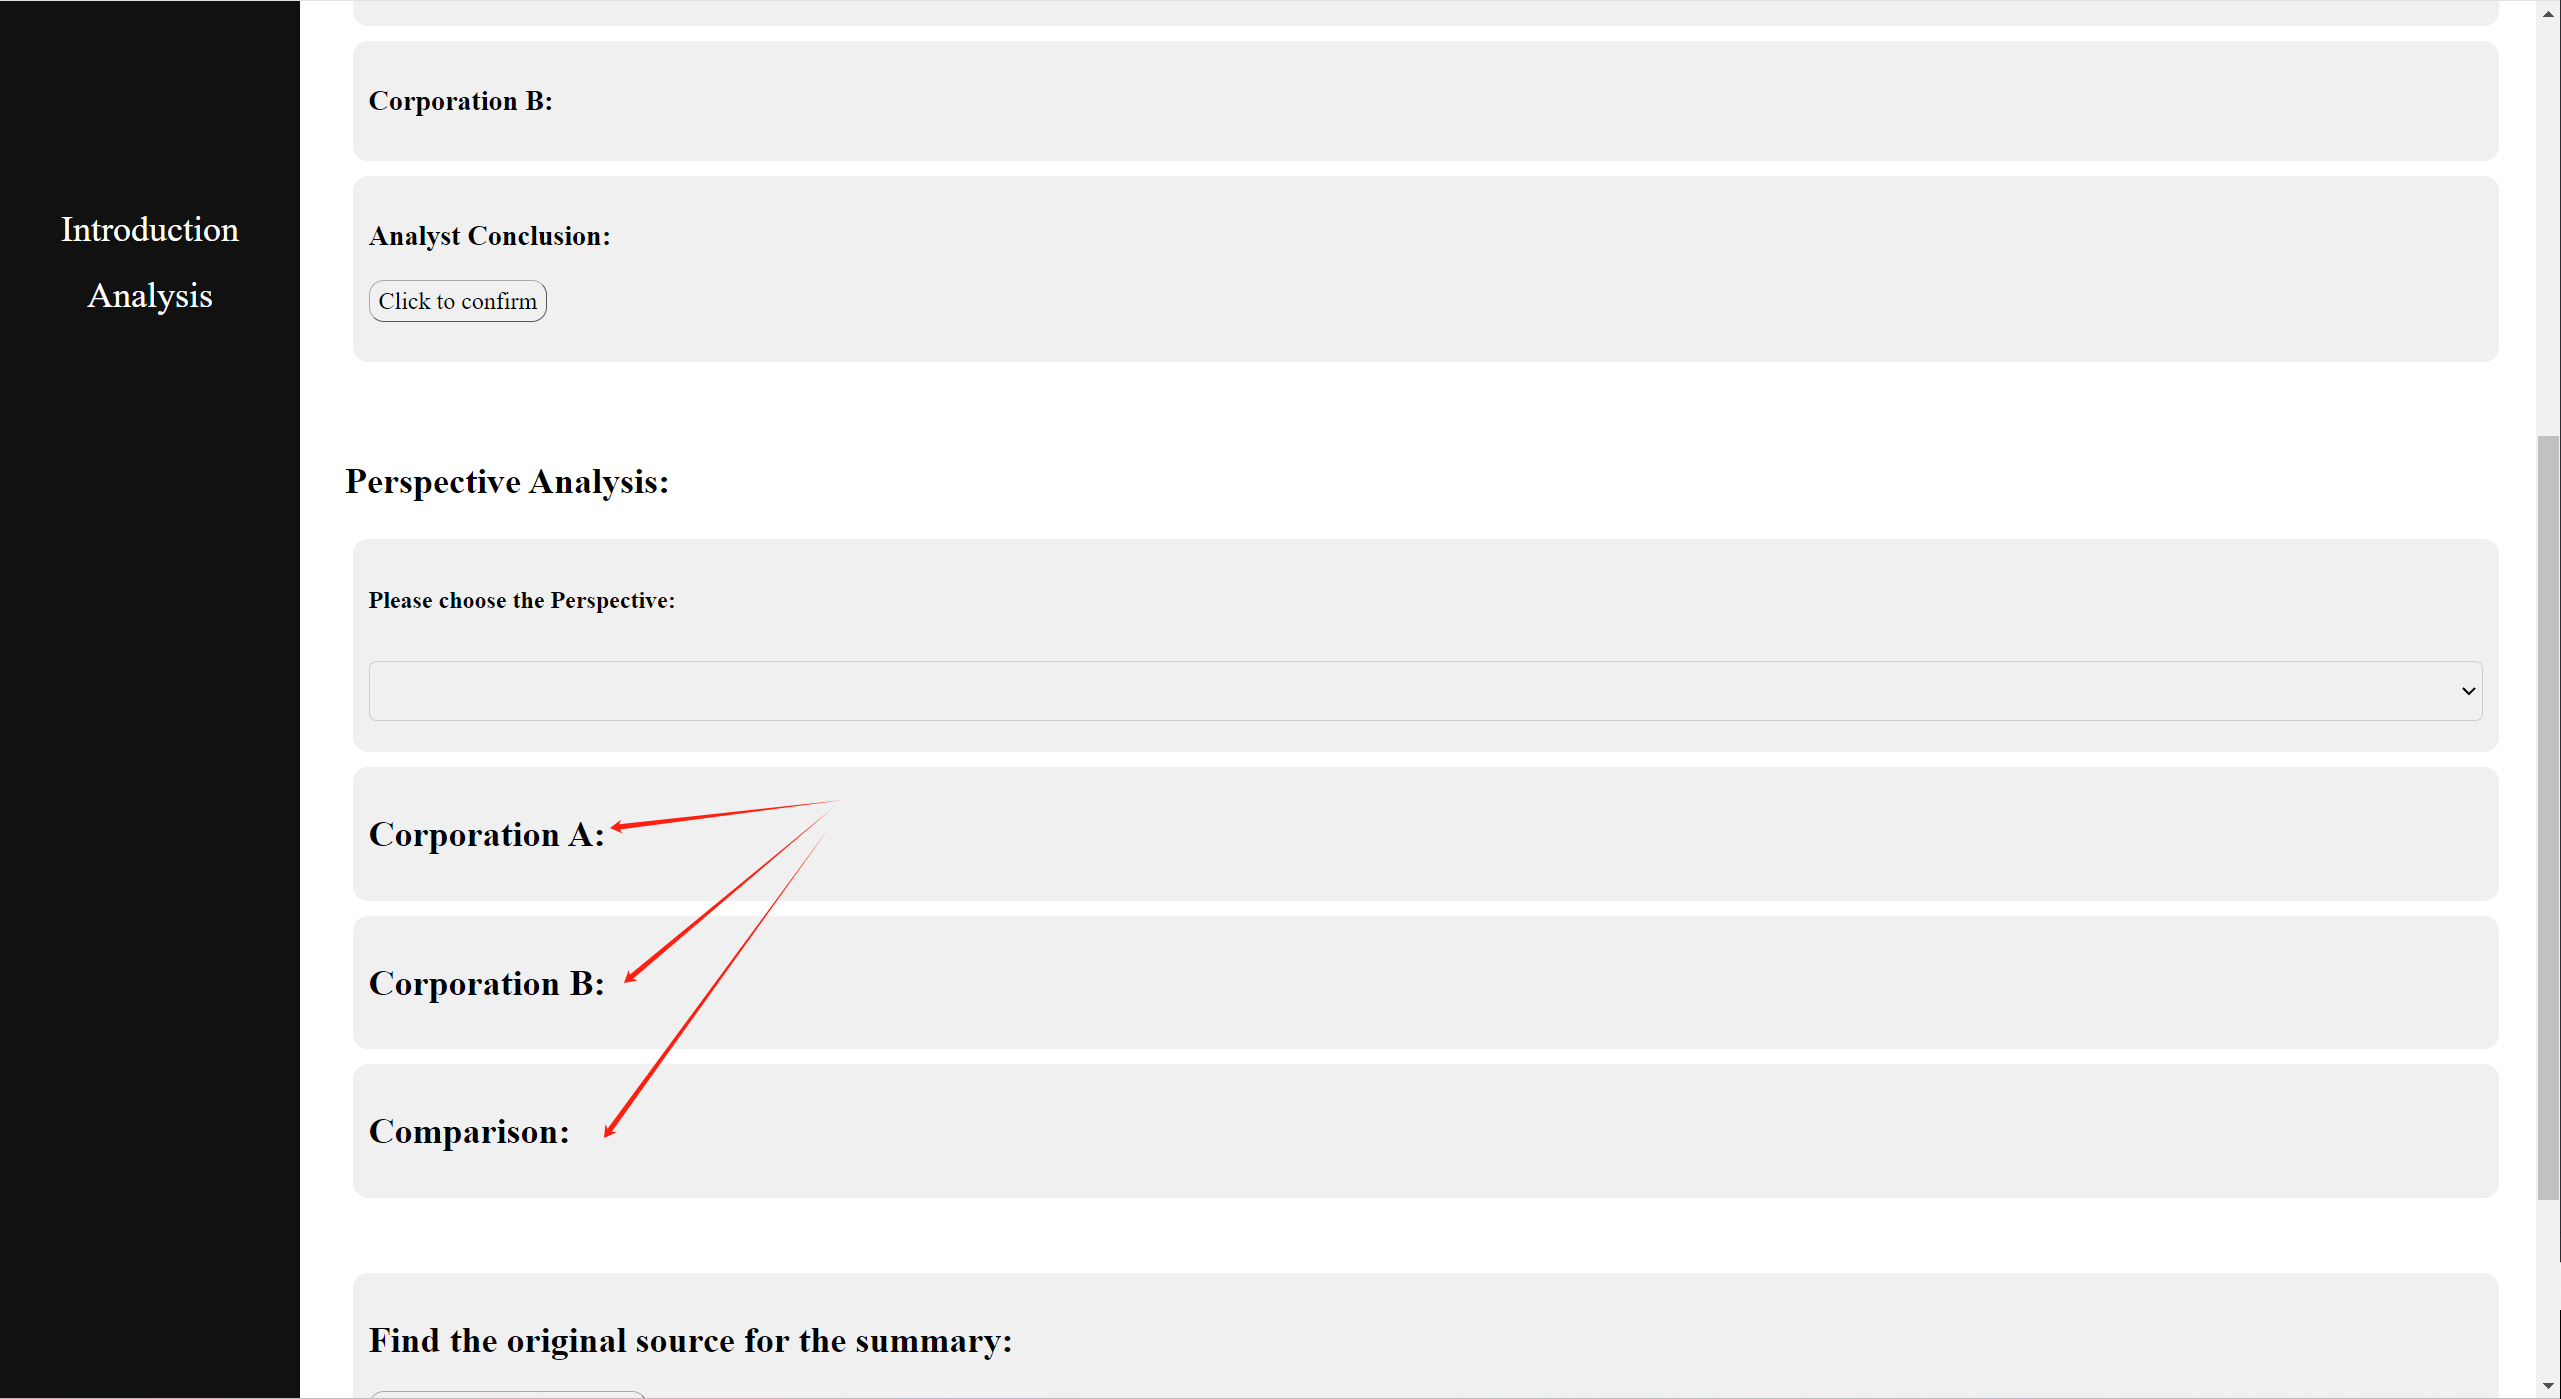 Introduction
Analysis
Corporation B:
Analyst Conclusion:
Click to confirm
Perspective Analysis:
Please choose the Perspective:
Corporation A:
Corporation B:
Comparison:
Find the original source for the summary: